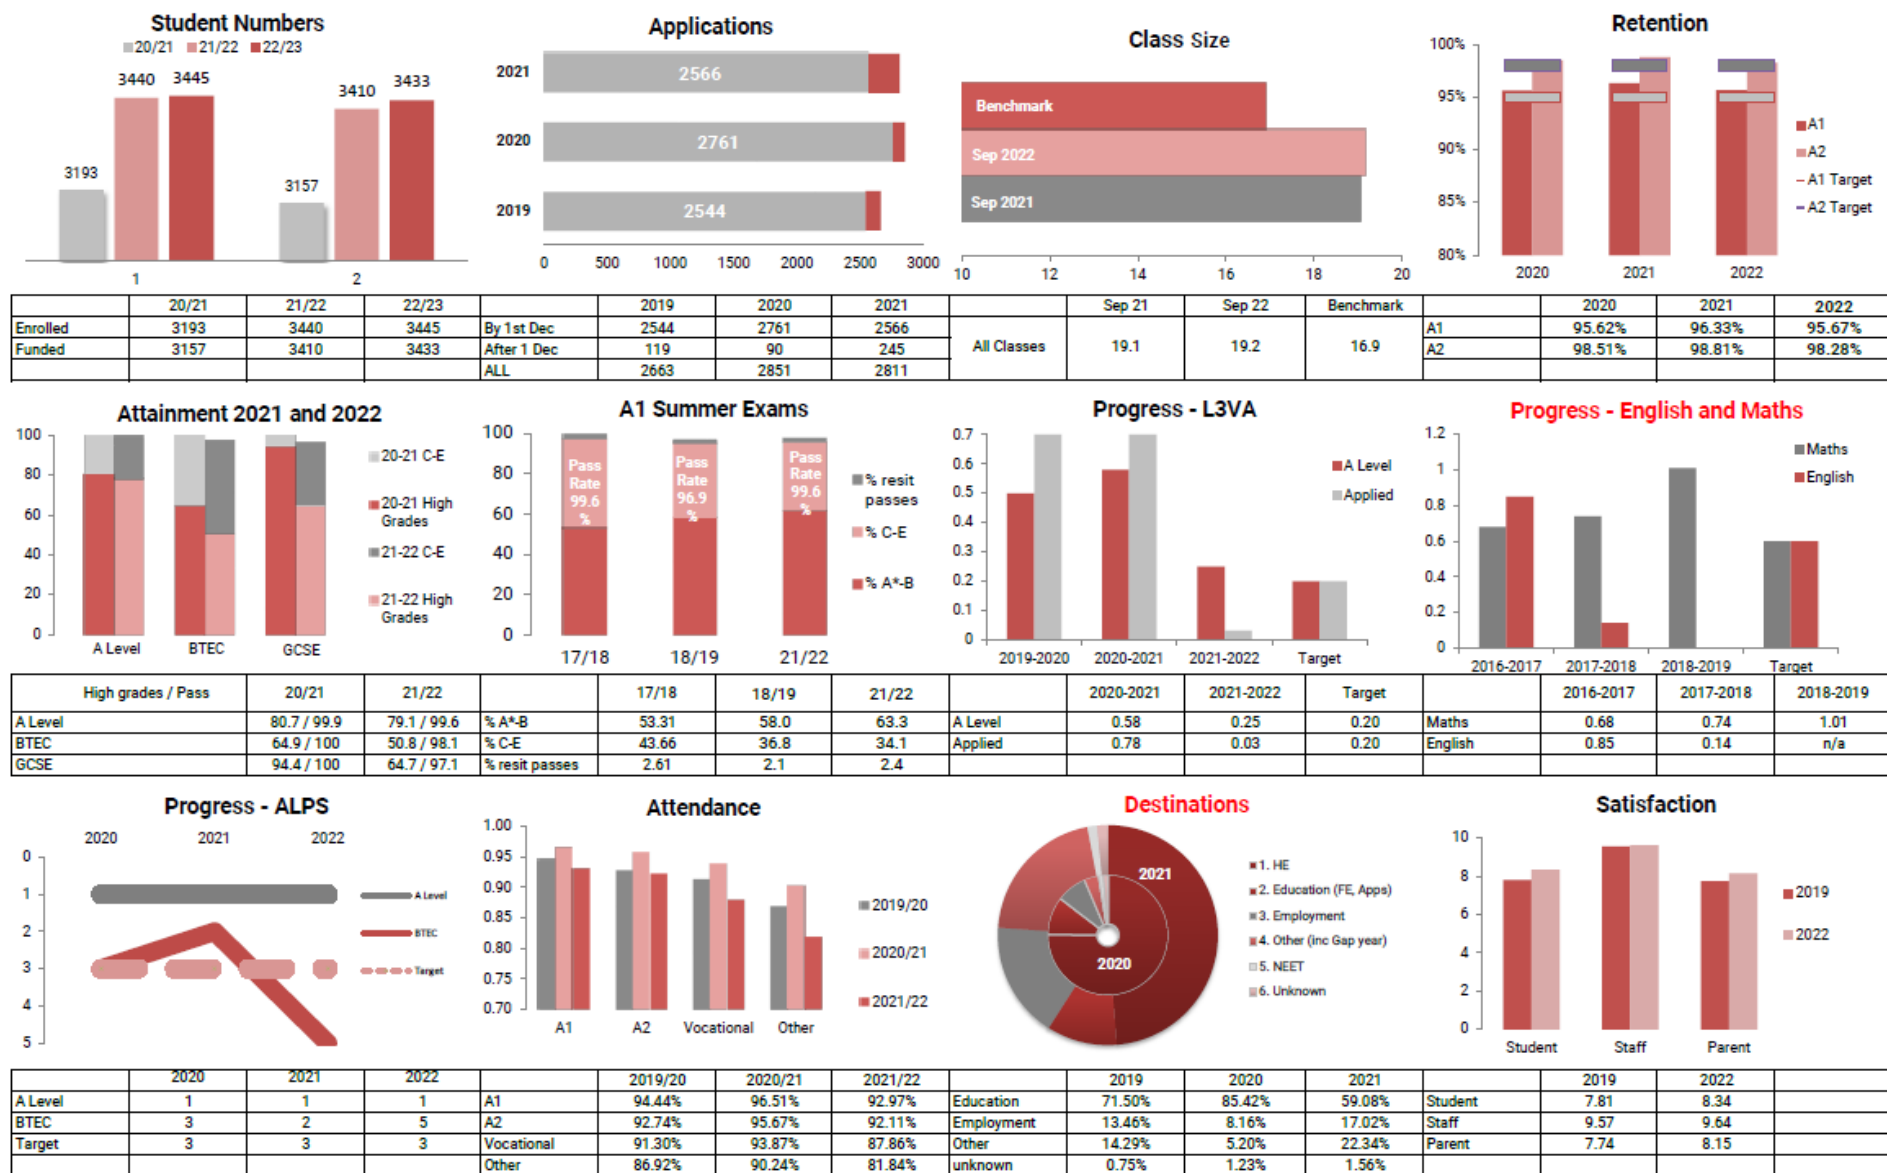 Student Numbers
20/21 21/22 22/23
3440 3445
3410 3433
3193
3157
1 2
Applications
2021 2566
2020 2761
2019 2544
0 500 1000 1500 2000 2500 3000
Class Size
Benchmark
Sep 2022
Sep 2021
10 12 14 16 18 20
Retention
100%
95%
90%
85%
80%
2020 2021 2022
A1
A2
A1 Target
A2 Target
20/21 21/22 22/23
Enrolled 3193 3440 3445
Funded 3157 3410 3433
2019 2020 2021
By 1st Dec 2544 2761 2566
After 1 Dec 119 90 245
ALL 2663 2851 2811
Sep 21 Sep 22 Benchmark
All Classes 19.1 19.2 16.9
2020 2021 2022
A1 95.62% 96.33% 95.67%
A2 98.51% 98.81% 98.28%
Attainment 2021 and 2022
100
80
60
40
20
0
A Level BTEC GCSE
20-21 C-E
20-21 High
Grades
21-22 C-E
21-22 High
Grades
A1 Summer Exams
100
80
60
40
20
0
Pass
Rate
99.6
%
Pass
Rate
96.9
%
Pass
Rate
99.6
%
17/18 18/19 21/22
% resit
passes
% C-E
% A*-B
Progress - L3VA
0.7
0.6
0.5
0.4
0.3
0.2
0.1
0
2019-2020 2020-2021 2021-2022 Target
A Level
Applied
Progress - English and Maths
1.2
1
0.8
0.6
0.4
0.2
0
2016-2017 2017-2018 2018-2019 Target
Maths
English
High grades / Pass 20/21 21/22
A Level 80.7 / 99.9 79.1 / 99.6
BTEC 64.9 / 100 50.8 / 98.1
GCSE 94.4 / 100 64.7 / 97.1
17/18 18/19 21/22
% A*-B 53.31 58.0 63.3
% C-E 43.66 36.8 34.1
% resit passes 2.61 2.1 2.4
2020-2021 2021-2022 Target
A Level 0.58 0.25 0.20
Applied 0.78 0.03 0.20
2016-2017 2017-2018 2018-2019
Maths 0.68 0.74 1.01
English 0.85 0.14 n/a
Progress - ALPS
2020 2021 2022
0
1
2
3
4
5
A Level
BTEC
Target
Attendance
1.00
0.95
0.90
0.85
0.80
0.75
0.70
A1 A2 Vocational Other
2019/20
2020/21
2021/22
Destinations
2021
2020
1. HE
2. Education (FE, Apps)
3. Employment
4. Other (inc Gap year)
5. NEET
6. Unknown
Satisfaction
10
8
6
4
2
0
Student Staff Parent
2019
2022
2020 2021 2022
A Level 1 1 1
BTEC 3 2 5
Target 3 3 3
2019/20 2020/21 2021/22
A1 94.44% 96.51% 92.97%
A2 92.74% 95.67% 92.11%
Vocational 91.30% 93.87% 87.86%
Other 86.92% 90.24% 81.84%
2019 2020 2021
Education 71.50% 85.42% 59.08%
Employment 13.46% 8.16% 17.02%
Other 14.29% 5.20% 22.34%
unknown 0.75% 1.23% 1.56%
2019 2022
Student 7.81 8.34
Staff 9.57 9.64
Parent 7.74 8.15